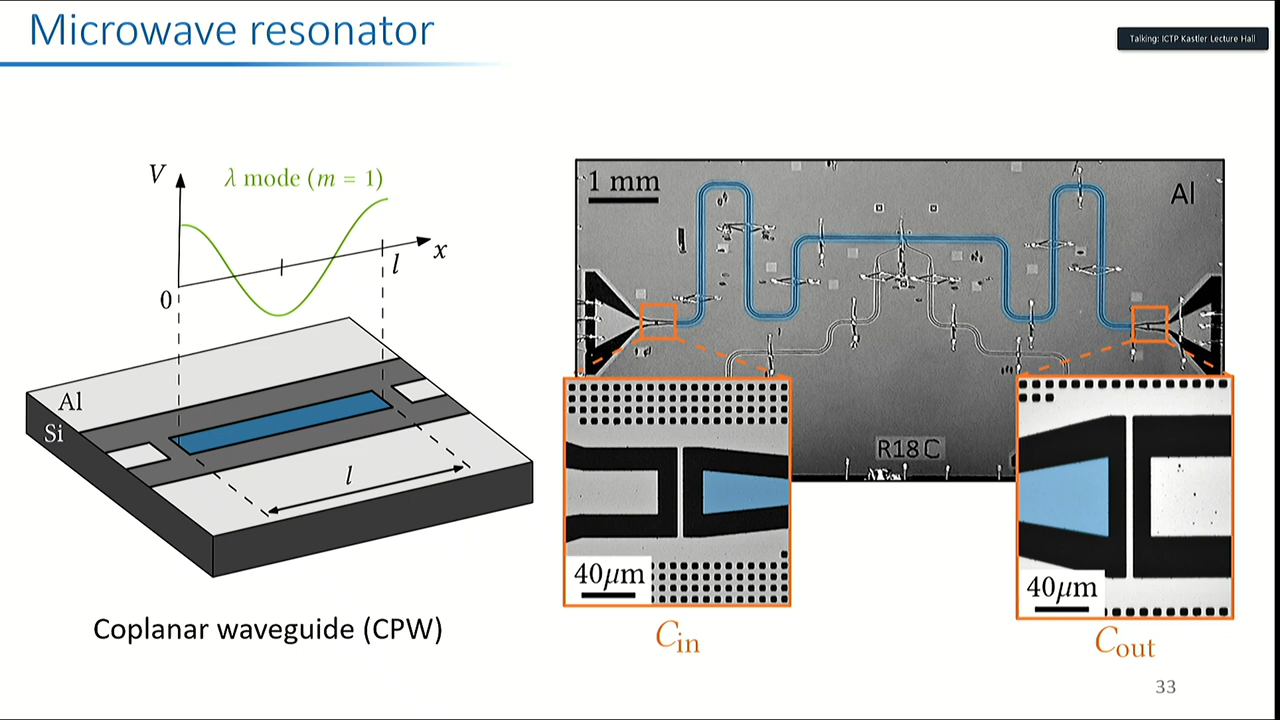 Microwave resonator
Talking: ICTP Kastler Lecture Hall
V
λ mode (m = 1)
x
l
0
Al
Si
l
Coplanar waveguide (CPW)
1 mm
Al
R18C
40μm
40μm
Cin
Cout
33